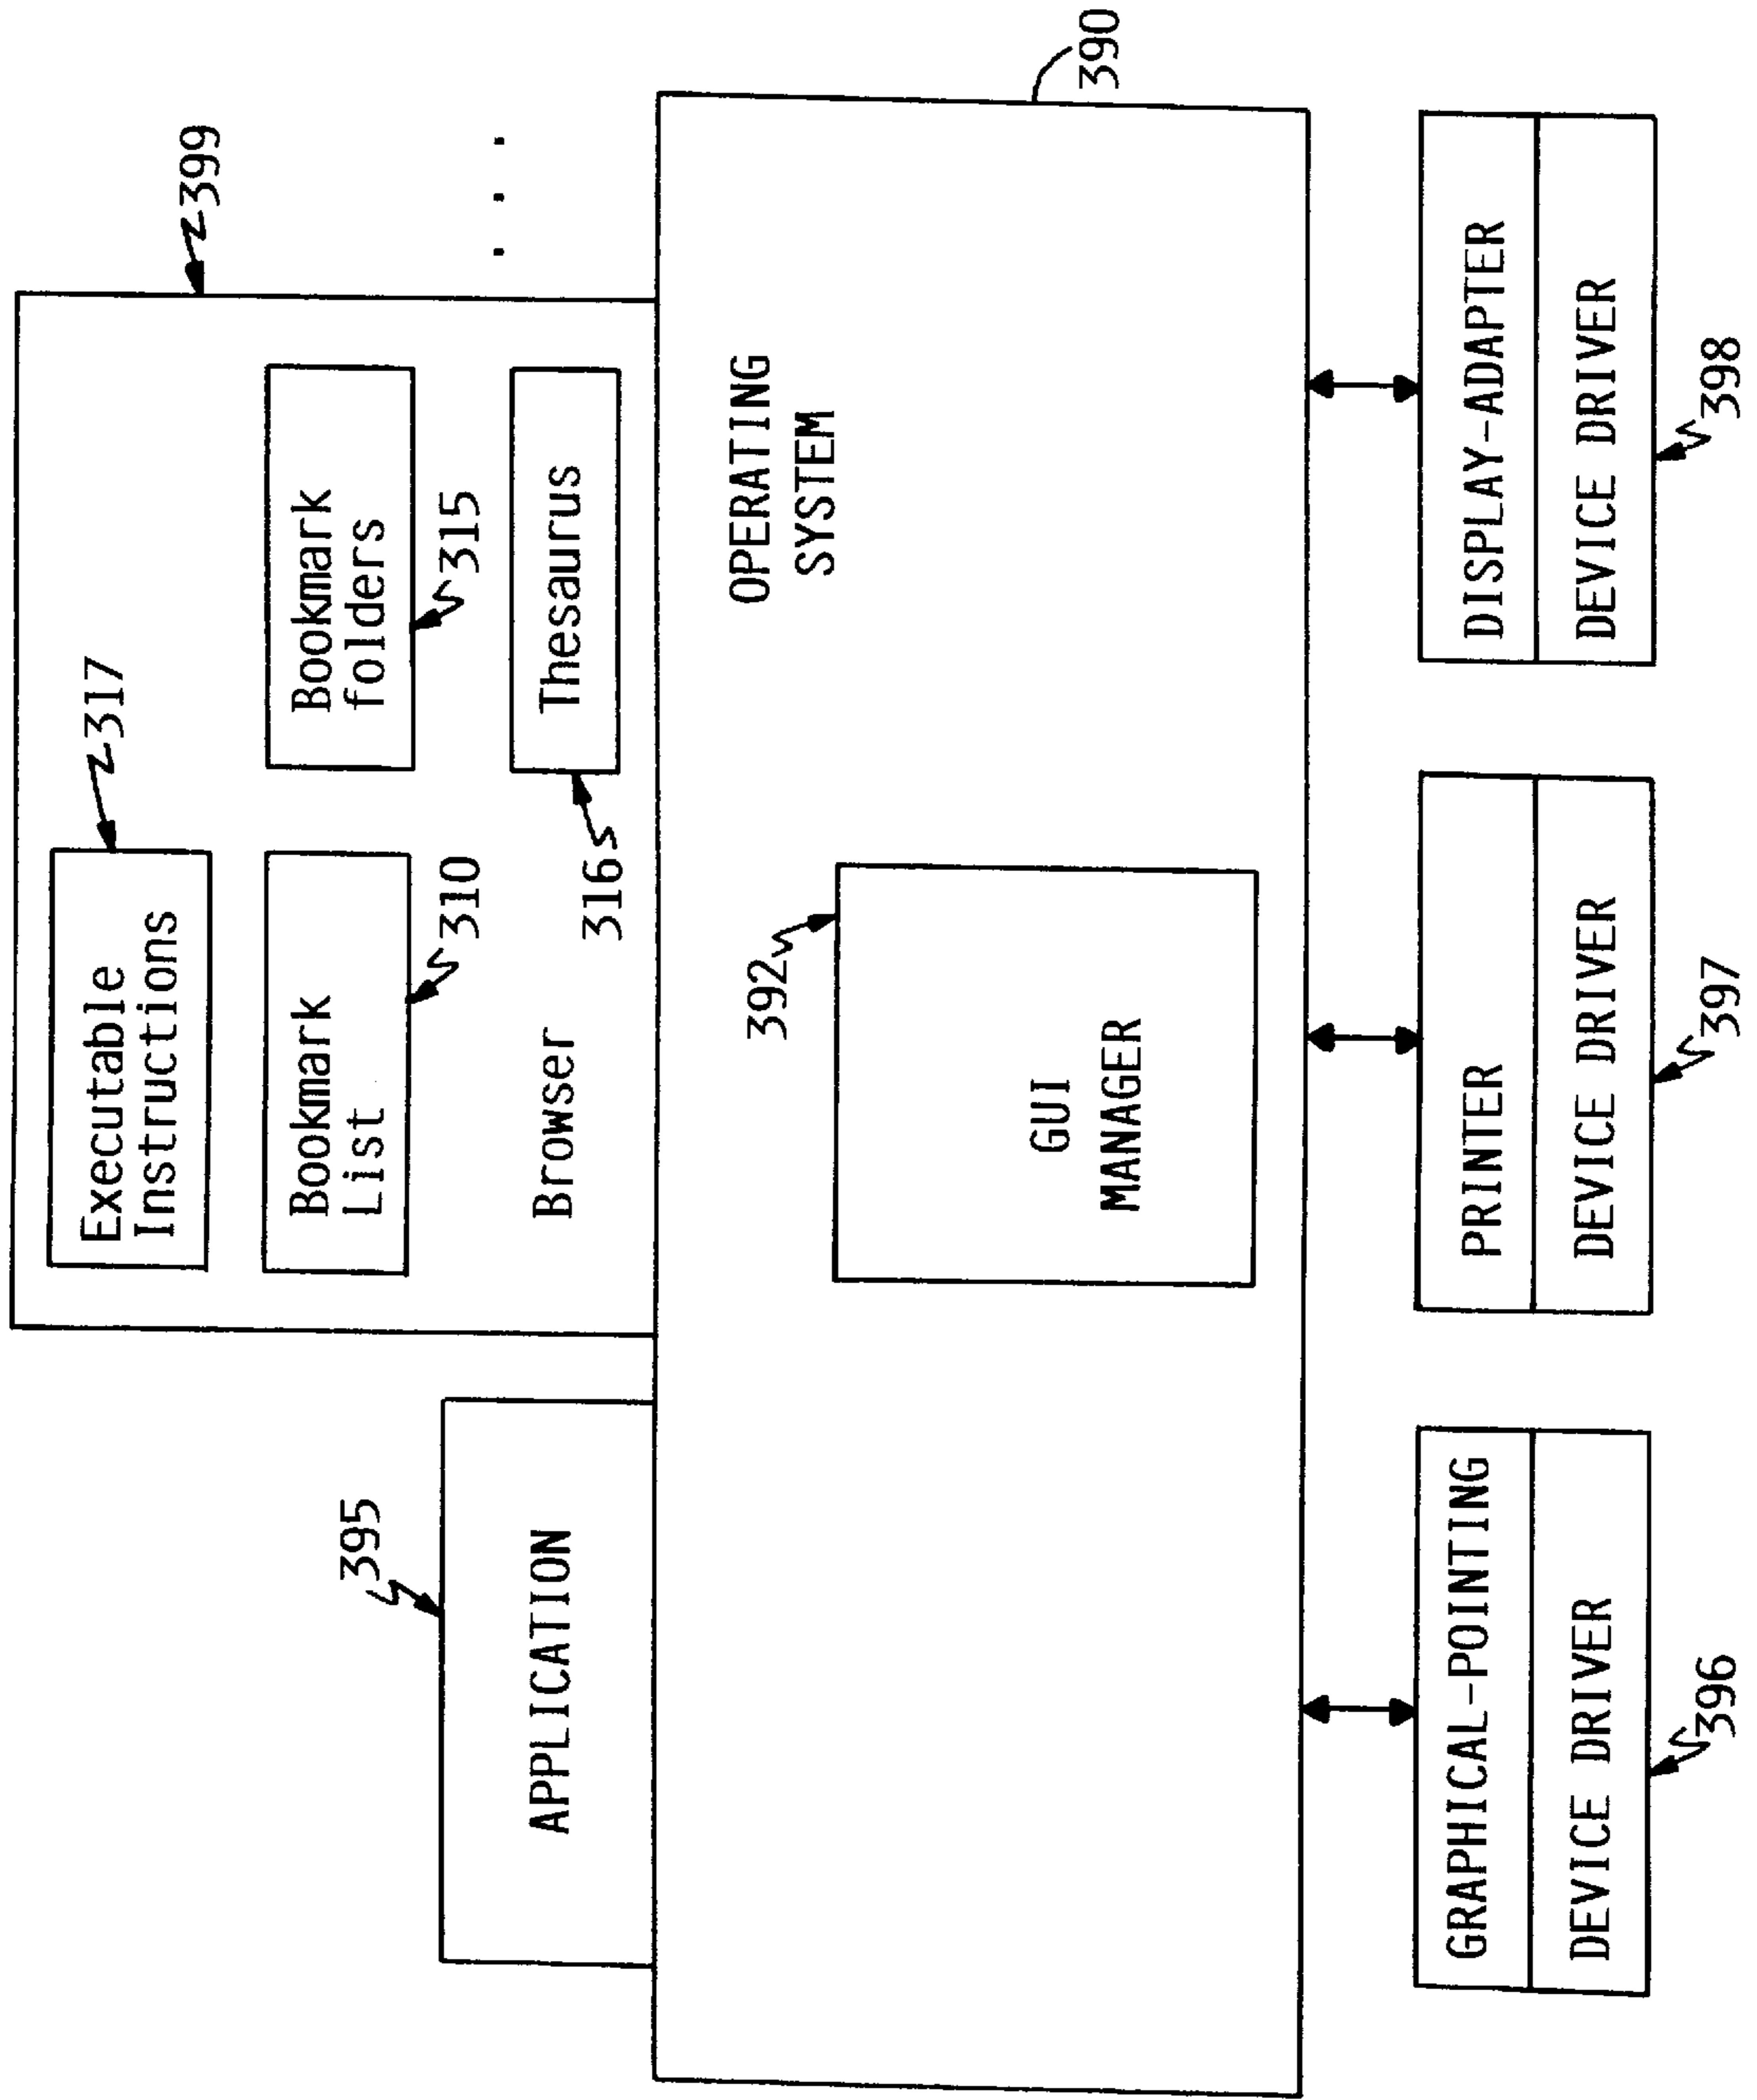 399
Executable
Instructions
317
Bookmark
List
310
Bookmark
folders
315
Browser
316
Thesaurus
. . .
395
APPLICATION
OPERATING
SYSTEM
390
392
GUI
MANAGER
GRAPHICAL-POINTING
DEVICE DRIVER
396
PRINTER
DEVICE DRIVER
397
DISPLAY-ADAPTER
DEVICE DRIVER
398